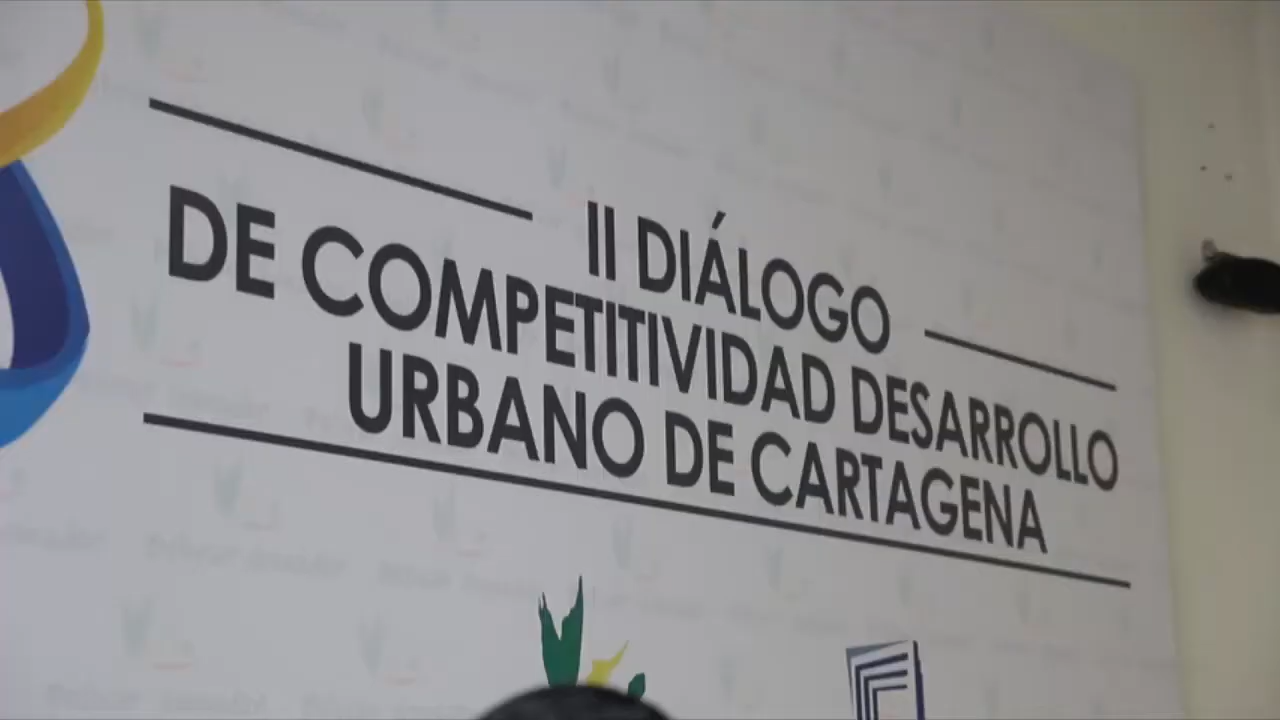 II DIÁLOGO
DE COMPETITIVIDAD DESARROLLO
URBANO DE CARTAGENA